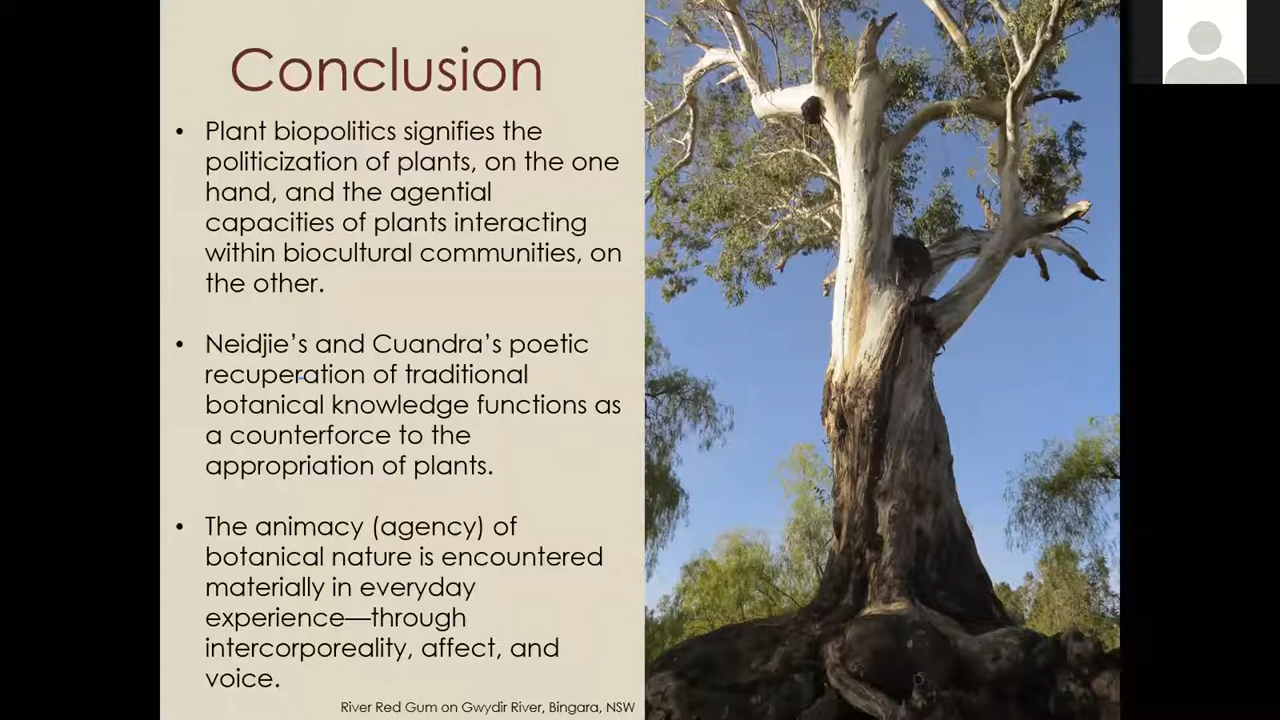 Conclusion
• Plant biopolitics signifies the
politicization of plants, on the one
hand, and the agential
capacities of plants interacting
within biocultural communities, on
the other.
• Neidjie's and Cuandra's poetic
recuperation of traditional
botanical knowledge functions as
a counterforce to the
appropriation of plants.
• The animacy (agency) of
botanical nature is encountered
materially in everyday
experience—through
intercorporeality, affect, and
voice.
River Red Gum on Gwydir River, Bingara, NSW